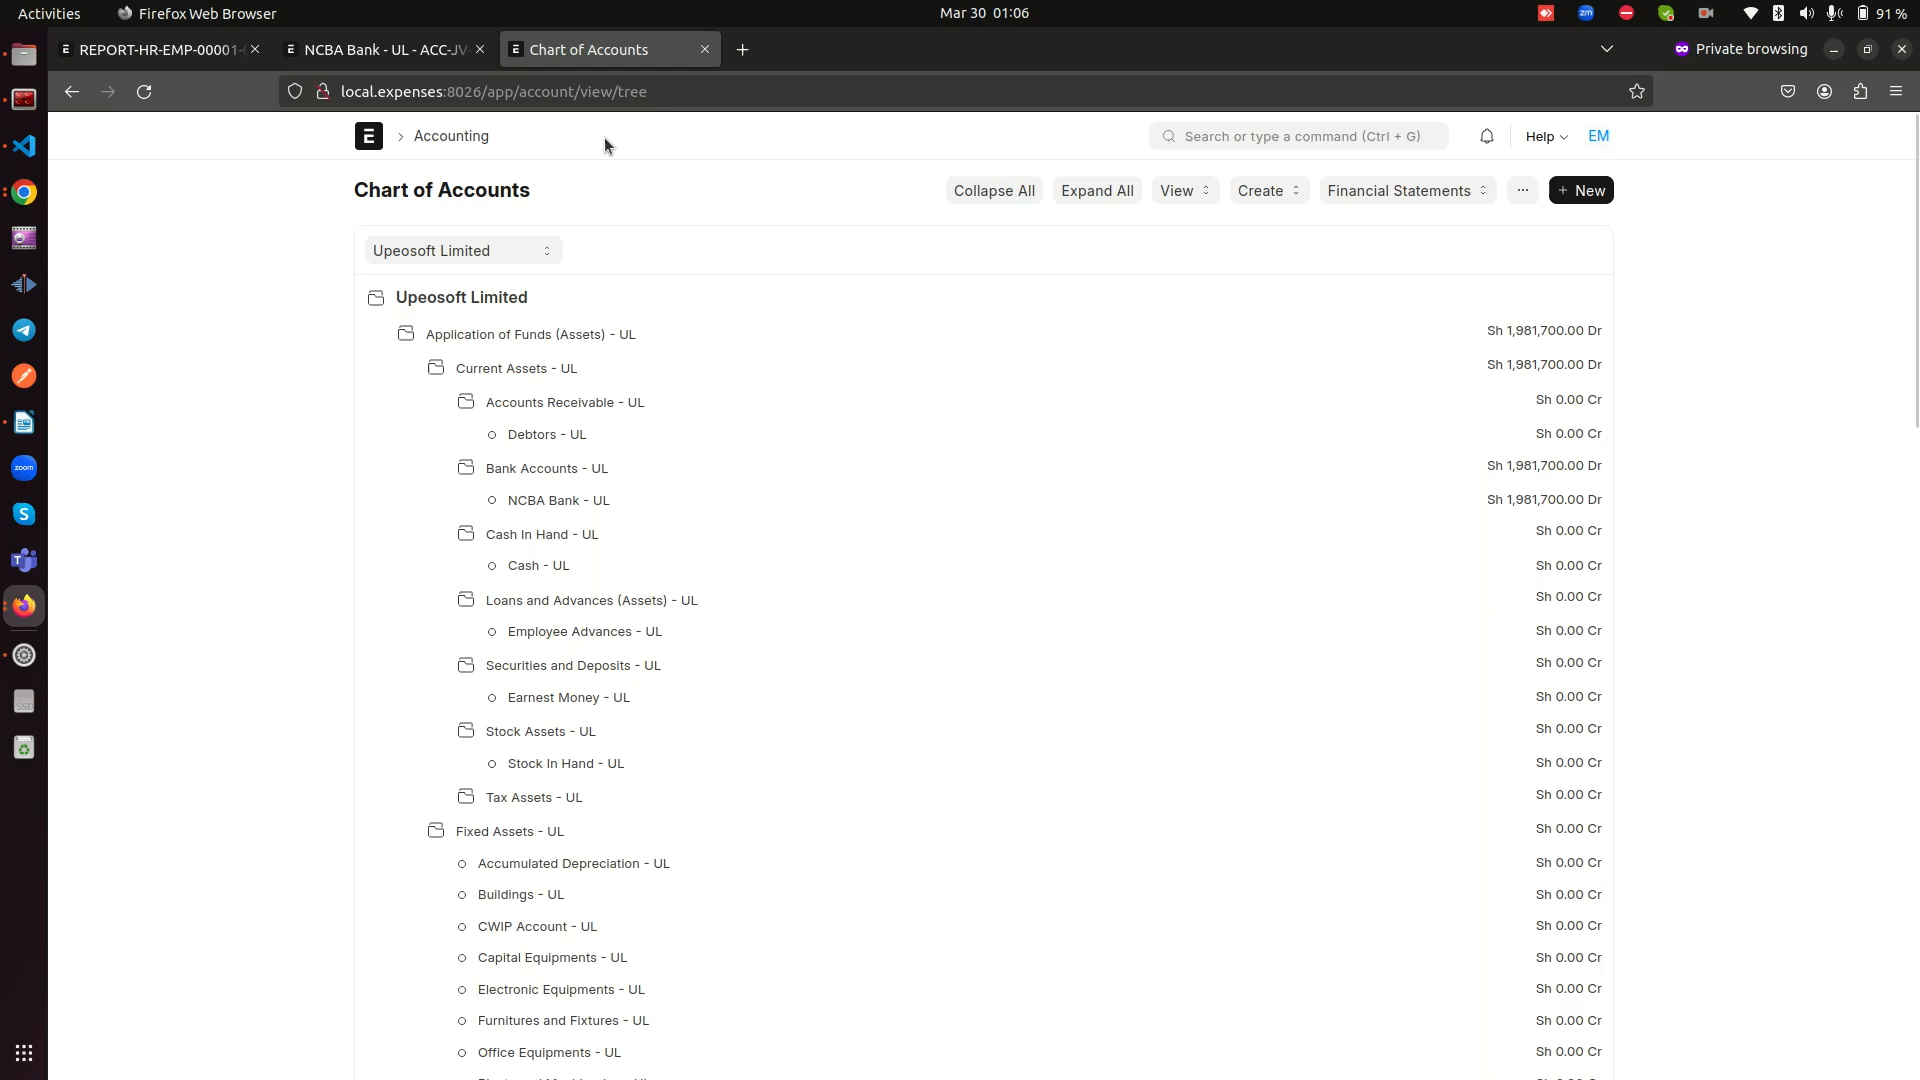 Activities
Firefox Web Browser
Mar 30 01:06
zm
91 %
REPORT-HR-EMP-00001-
NCBA Bank - UL - ACC-JV-
Chart of Accounts
Private browsing
local.expenses:8026/app/account/view/tree
E
Accounting
Search or type a command (Ctrl + G)
Help
EM
Chart of Accounts
Collapse All
Expand All
View
Create
Financial Statements
...
+ New
Upeosoft Limited
Upeosoft Limited
Application of Funds (Assets) - UL Sh 1,981,700.00 Dr
Current Assets - UL Sh 1,981,700.00 Dr
Accounts Receivable - UL Sh 0.00 Cr
Debtors - UL Sh 0.00 Cr
Bank Accounts - UL Sh 1,981,700.00 Dr
NCBA Bank - UL Sh 1,981,700.00 Dr
Cash In Hand - UL Sh 0.00 Cr
Cash - UL Sh 0.00 Cr
Loans and Advances (Assets) - UL Sh 0.00 Cr
Employee Advances - UL Sh 0.00 Cr
Securities and Deposits - UL Sh 0.00 Cr
Earnest Money - UL Sh 0.00 Cr
Stock Assets - UL Sh 0.00 Cr
Stock In Hand - UL Sh 0.00 Cr
Tax Assets - UL Sh 0.00 Cr
Fixed Assets - UL Sh 0.00 Cr
Accumulated Depreciation - UL Sh 0.00 Cr
Buildings - UL Sh 0.00 Cr
CWIP Account - UL Sh 0.00 Cr
Capital Equipments - UL Sh 0.00 Cr
Electronic Equipments - UL Sh 0.00 Cr
Furnitures and Fixtures - UL Sh 0.00 Cr
Office Equipments - UL Sh 0.00 Cr
zoom
S
T
SSD